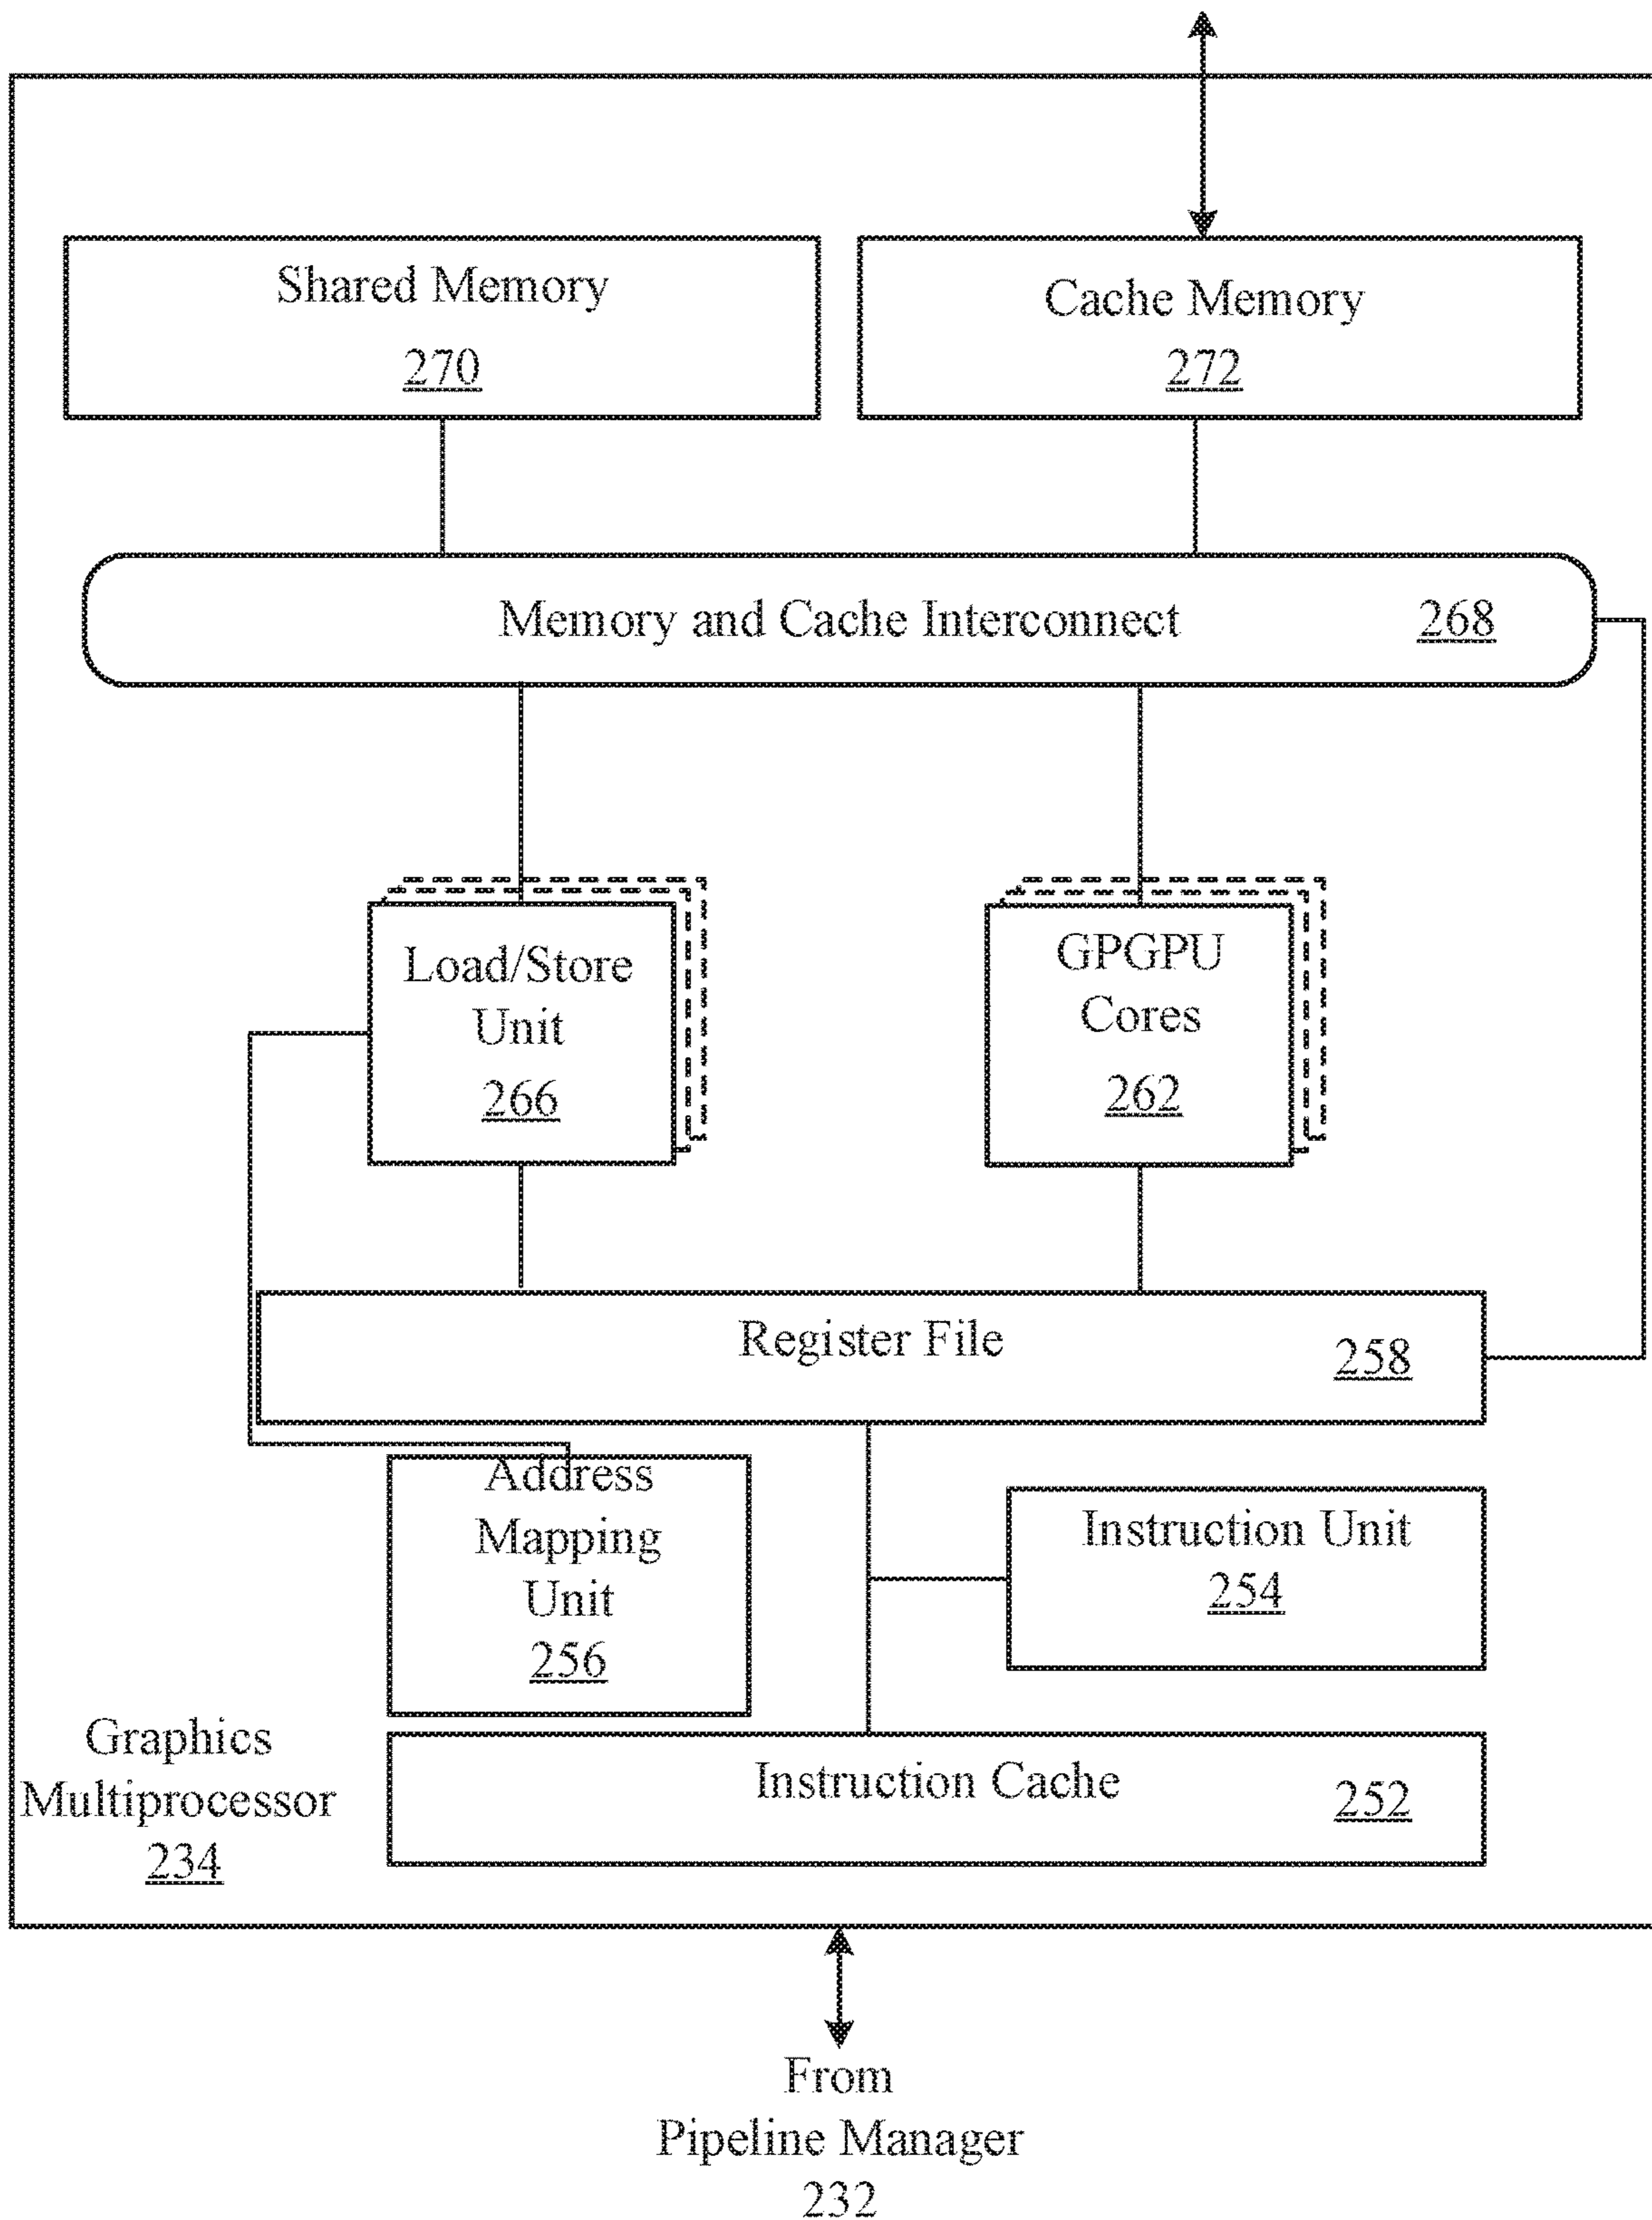 Shared Memory
270
Cache Memory
272
Memory and Cache Interconnect 268
Load/Store
Unit
266
GPGPU
Cores
262
Register File 258
Address
Mapping
Unit
256
Instruction Unit
254
Graphics
Multiprocessor
234
Instruction Cache 252
From
Pipeline Manager
232